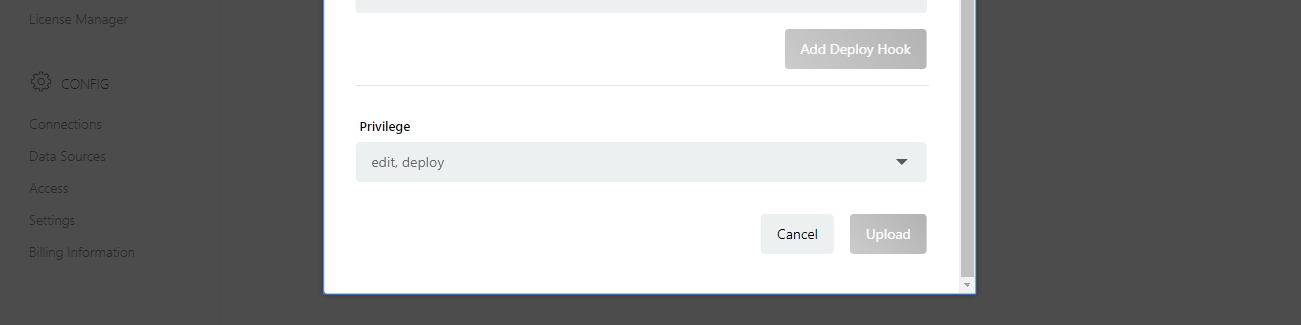 License Manager
CONFIG
Connections
Data Sources
Access
Settings
Billing Information
Add Deploy Hook
Privilege
edit, deploy
Cancel
Upload